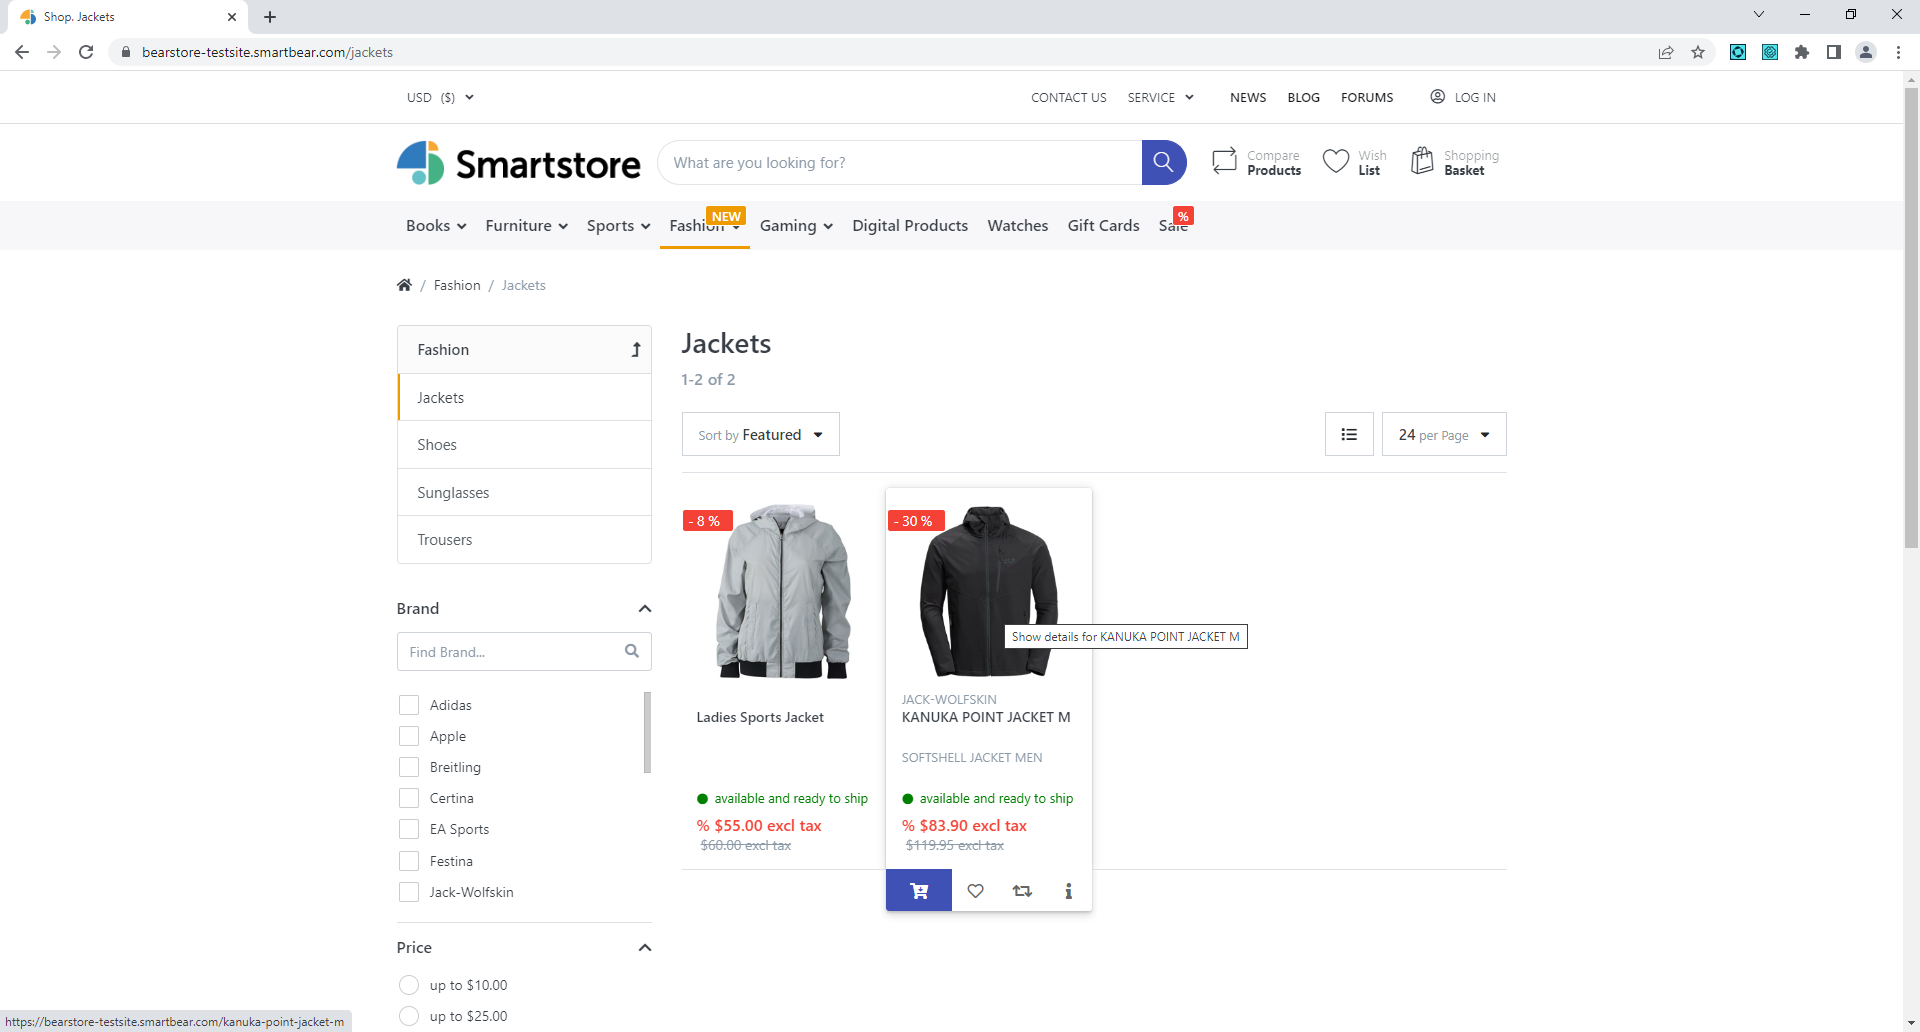 Shop. Jackets
bearstore-testsite.smartbear.com/jackets
USD ($)
CONTACT US
SERVICE
NEWS
BLOG
FORUMS
LOG IN
Smartstore
What are you looking for?
Compare
Products
Wish
List
Shopping
Basket
Books
Furniture
Sports
Fashion
NEW
Gaming
Digital Products
Watches
Gift Cards
Sale
%
/ Fashion / Jackets
Fashion
Jackets
Shoes
Sunglasses
Trousers
Brand
Find Brand...
Adidas
Apple
Breitling
Certina
EA Sports
Festina
Jack-Wolfskin
Price
up to $10.00
up to $25.00
Jackets
1-2 of 2
Sort by Featured
24 per Page
- 8 %
Ladies Sports Jacket
available and ready to ship
% $55.00 excl tax
$60.00 excl tax
- 30 %
Show details for KANUKA POINT JACKET M
JACK-WOLFSKIN
KANUKA POINT JACKET M
SOFTSHELL JACKET MEN
available and ready to ship
% $83.90 excl tax
$119.95 excl tax
https://bearstore-testsite.smartbear.com/kanuka-point-jacket-m